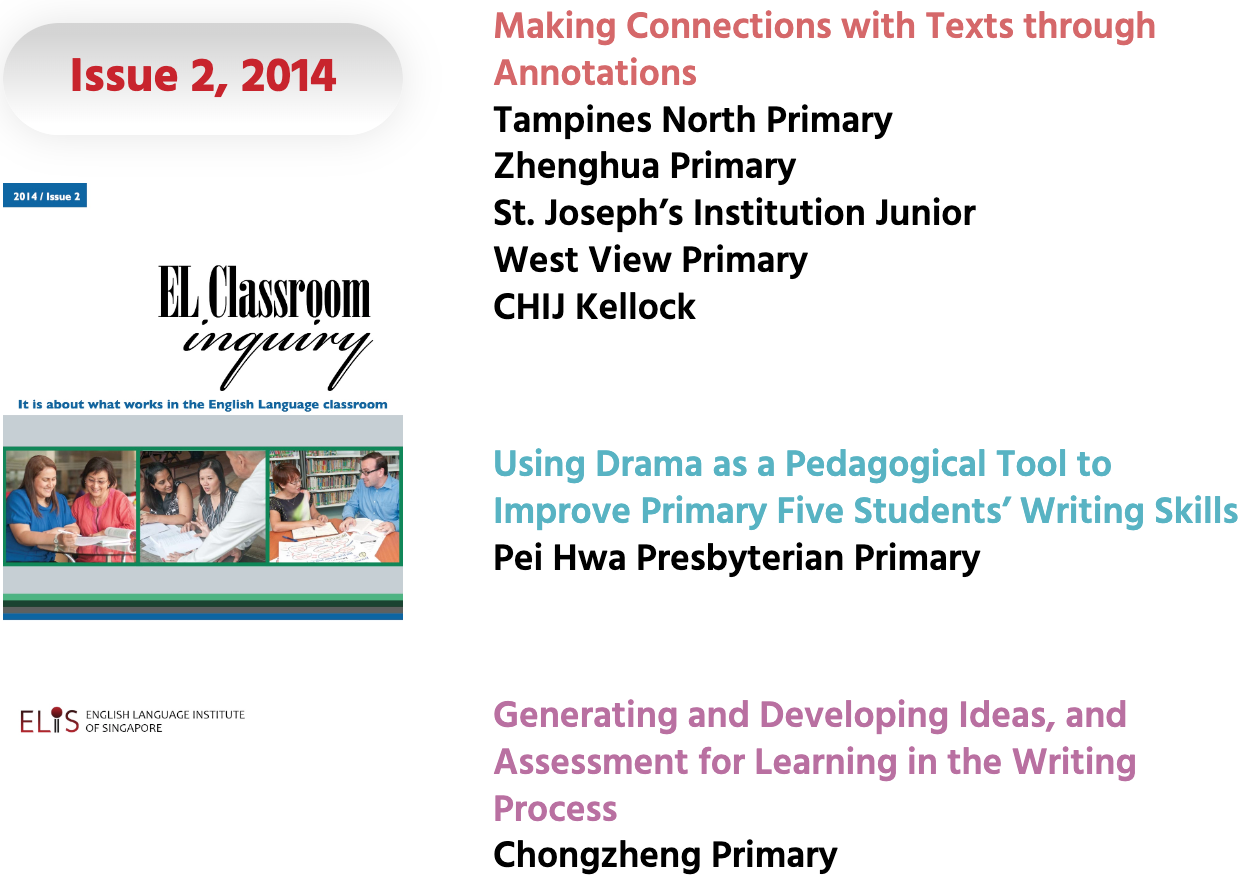 Issue 2, 2014
2014 / Issue 2
EL Classroom
inquiry
It is about what works in the English Language classroom
ELiS ENGLISH LANGUAGE INSTITUTE
OF SINGAPORE
Making Connections with Texts through
Annotations
Tampines North Primary
Zhenghua Primary
St. Joseph’s Institution Junior
West View Primary
CHIJ Kellock
Using Drama as a Pedagogical Tool to
Improve Primary Five Students’ Writing Skills
Pei Hwa Presbyterian Primary
Generating and Developing Ideas, and
Assessment for Learning in the Writing
Process
Chongzheng Primary